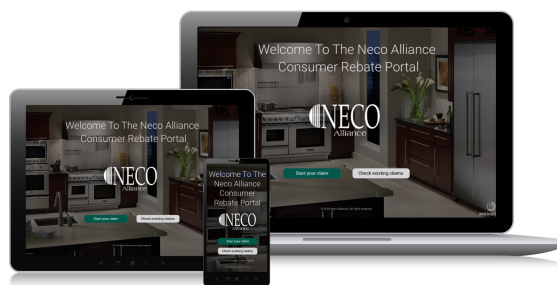 Welcome To The Neco Alliance
Consumer Rebate Portal
NECO
Alliance
Start your claim
Check existing claims
Welcome To The Neco Alliance
Consumer Rebate Portal
NECO
Alliance
Start your claim
Check existing claims
Welcome To The
Neco Alliance
Consumer
Rebate Portal
NECO
Alliance
Start your claim
Check existing claims